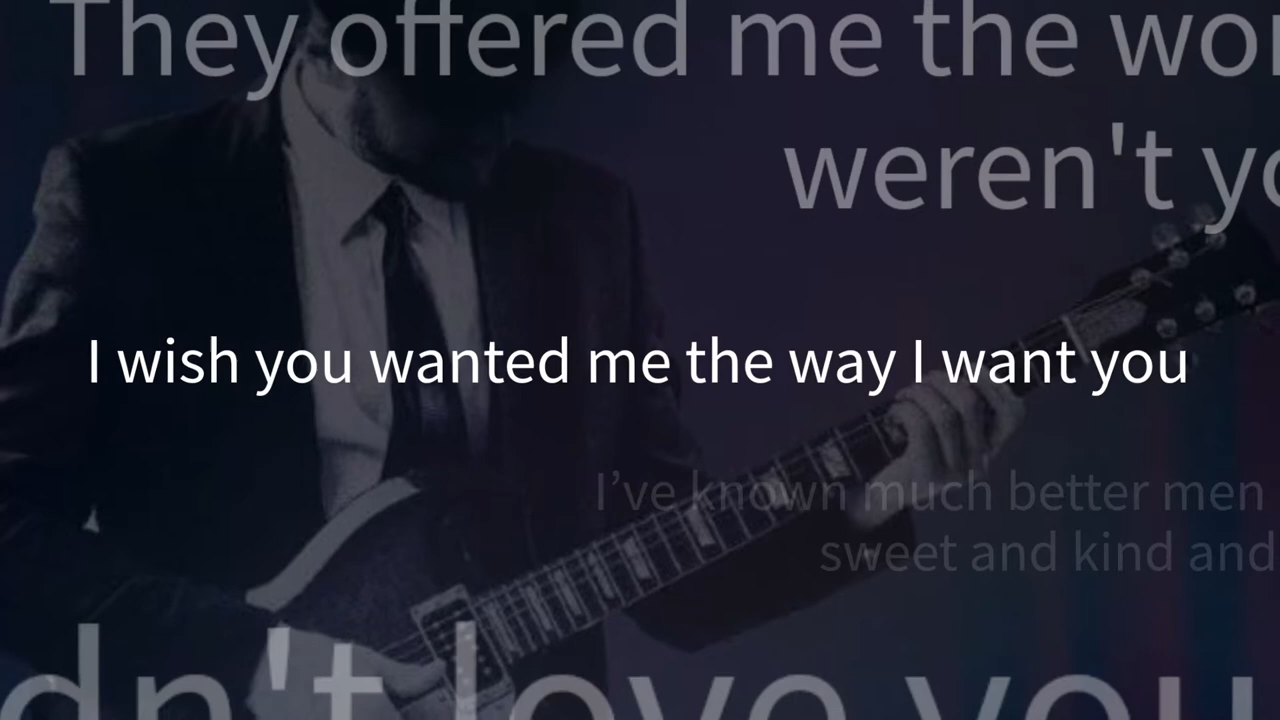 They offered me the wor
weren't yo
I wish you wanted me the way I want you
I’ve known much better men
sweet and kind and
dn't love you